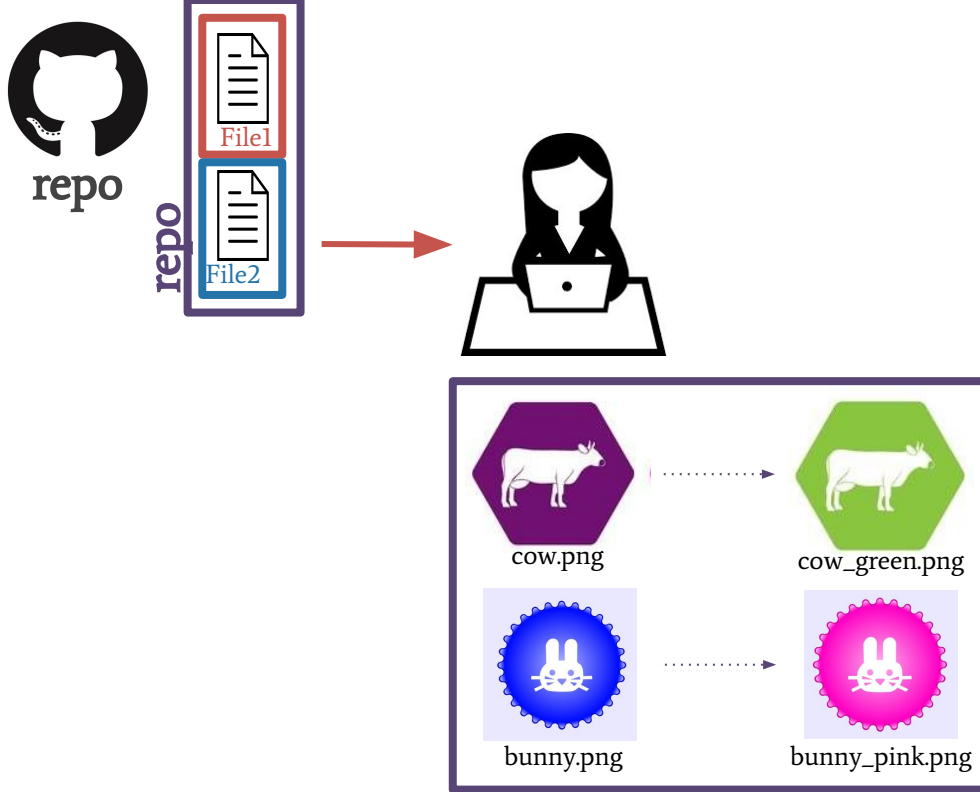 File1
repo
repo
File2
cow.png
cow_green.png
bunny.png
bunny_pink.png